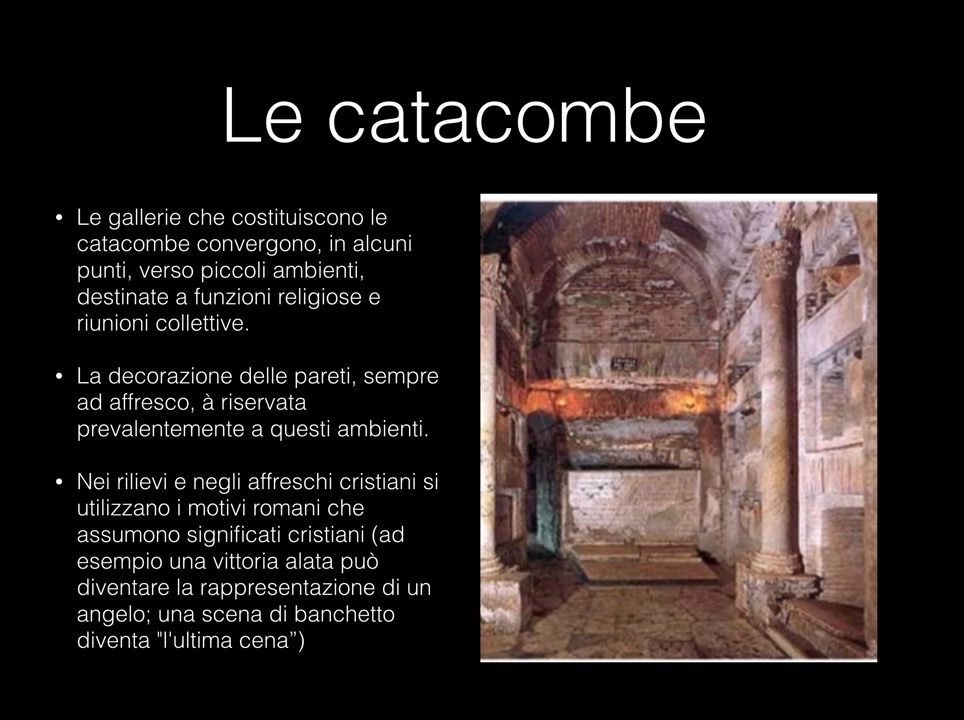 Le catacombe
• Le gallerie che costituiscono le
catacombe convergono, in alcuni
punti, verso piccoli ambienti,
destinate a funzioni religiose e
riunioni collettive.
• La decorazione delle pareti, sempre
ad affresco, à riservata
prevalentemente a questi ambienti.
• Nei rilievi e negli affreschi cristiani si
utilizzano i motivi romani che
assumono significati cristiani (ad
esempio una vittoria alata può
diventare la rappresentazione di un
angelo; una scena di banchetto
diventa "l'ultima cena”)